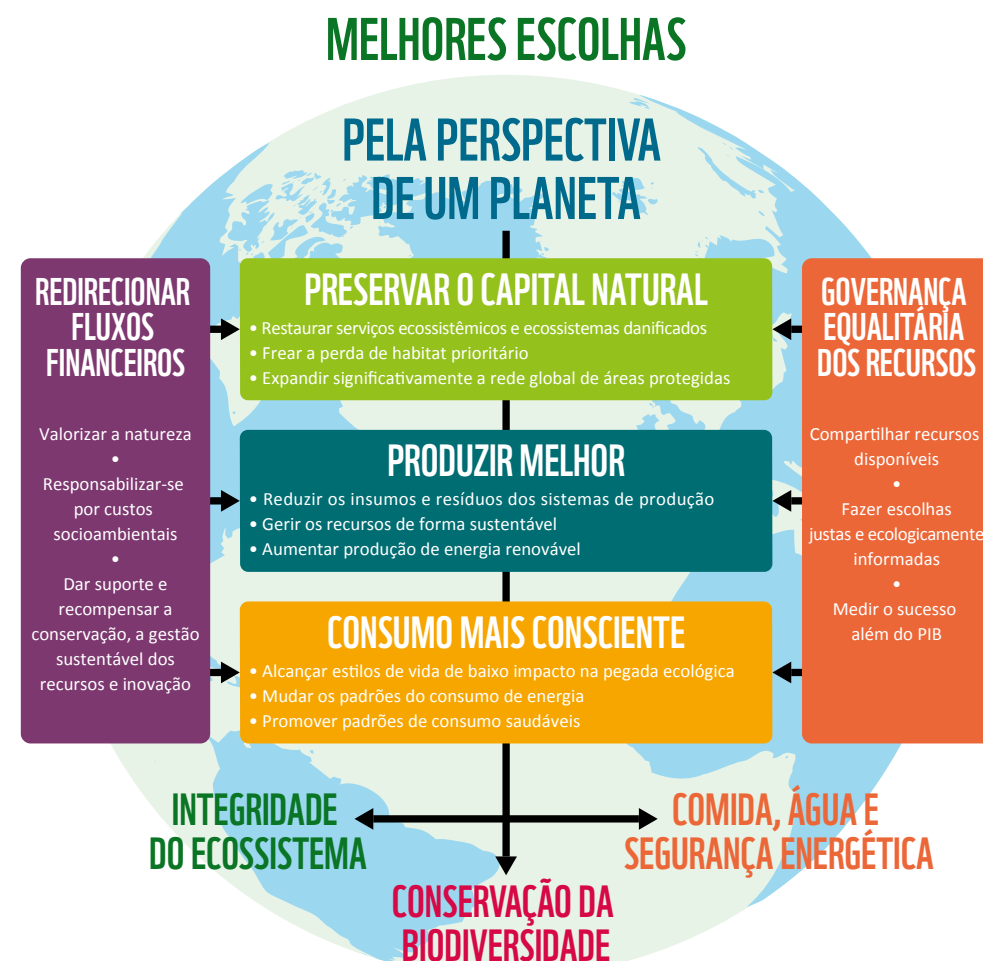 MELHORES ESCOLHAS
PELA PERSPECTIVA
DE UM PLANETA
REDIRECIONAR
FLUXOS
FINANCEIROS
Valorizar a natureza
•
Responsabilizar-se
por custos
socioambientais
•
Dar suporte e
recompensar a
conservação, a gestão
sustentável dos
recursos e inovação
PRESERVAR O CAPITAL NATURAL
• Restaurar serviços ecossistêmicos e ecossistemas danificados
• Frear a perda de habitat prioritário
• Expandir significativamente a rede global de áreas protegidas
PRODUZIR MELHOR
• Reduzir os insumos e resíduos dos sistemas de produção
• Gerir os recursos de forma sustentável
• Aumentar produção de energia renovável
CONSUMO MAIS CONSCIENTE
• Alcançar estilos de vida de baixo impacto na pegada ecológica
• Mudar os padrões do consumo de energia
• Promover padrões de consumo saudáveis
GOVERNANÇA
EQUALITÁRIA
DOS RECURSOS
Compartilhar recursos
disponíveis
•
Fazer escolhas
justas e ecologicamente
informadas
•
Medir o sucesso
além do PIB
INTEGRIDADE
DO ECOSSISTEMA
COMIDA, ÁGUA E
SEGURANÇA ENERGÉTICA
CONSERVAÇÃO DA
BIODIVERSIDADE